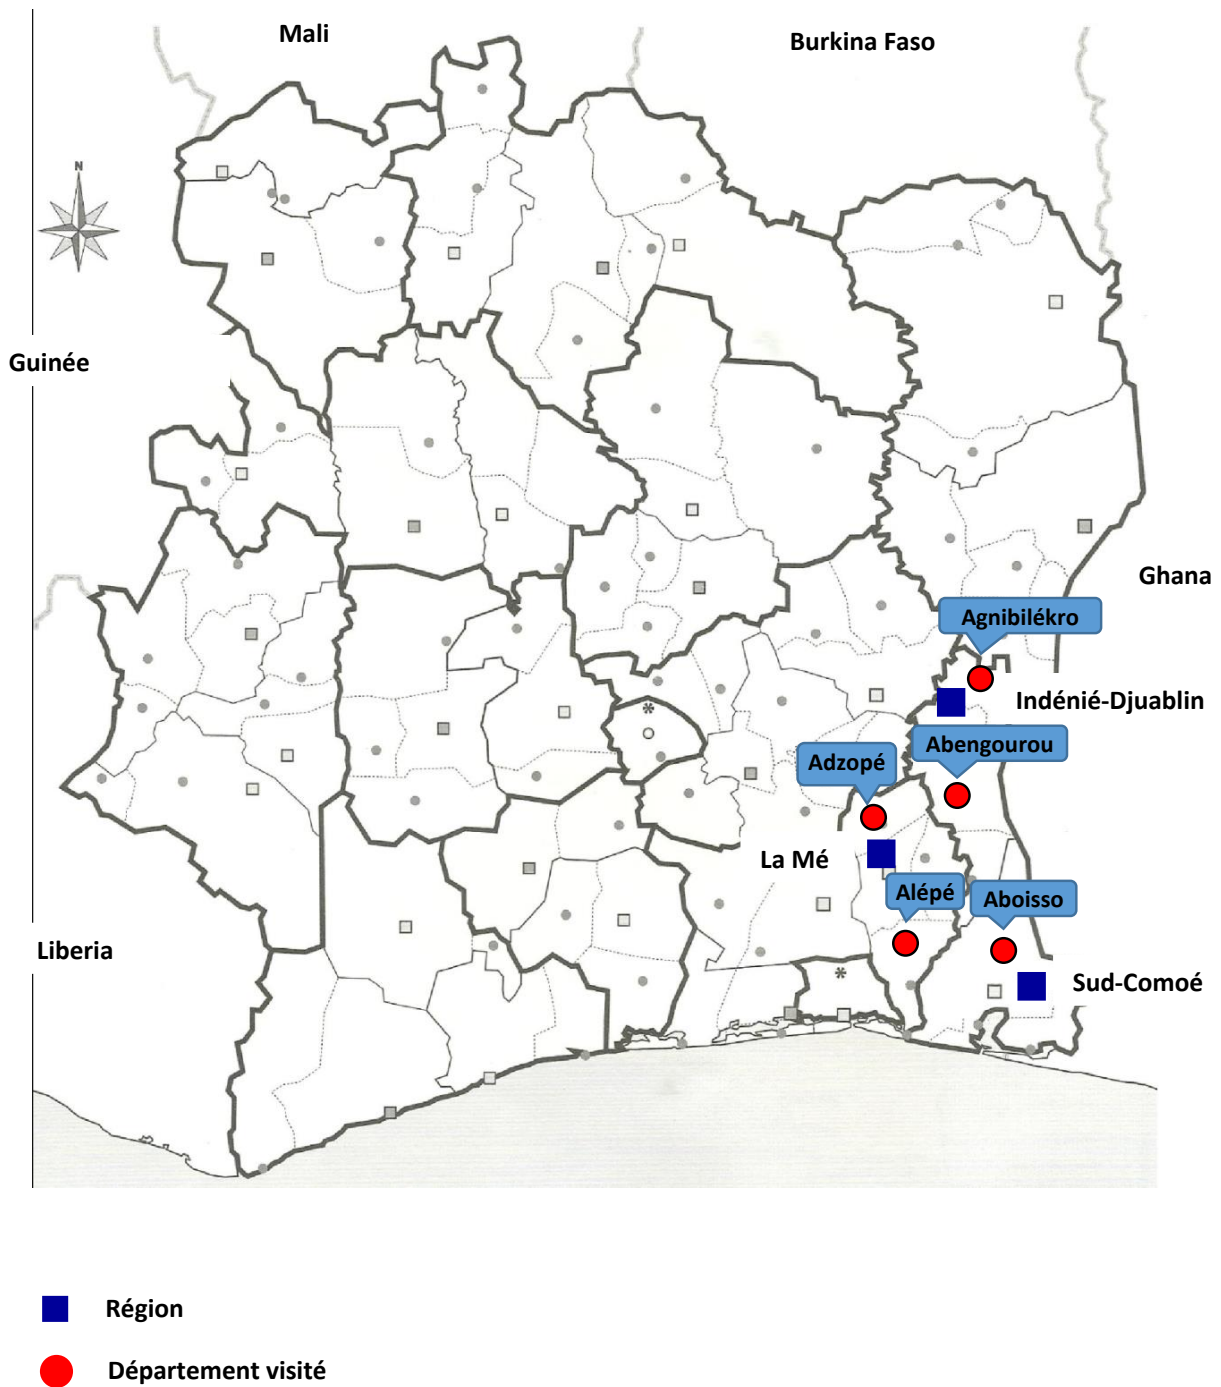 Mali
Burkina Faso
N
Guinée
Ghana
Agnibilékro
Indénié-Djuablin
Abengourou
Adzopé
La Mé
Alépé
Aboisso
Liberia
Sud-Comoé
Région
Département visité